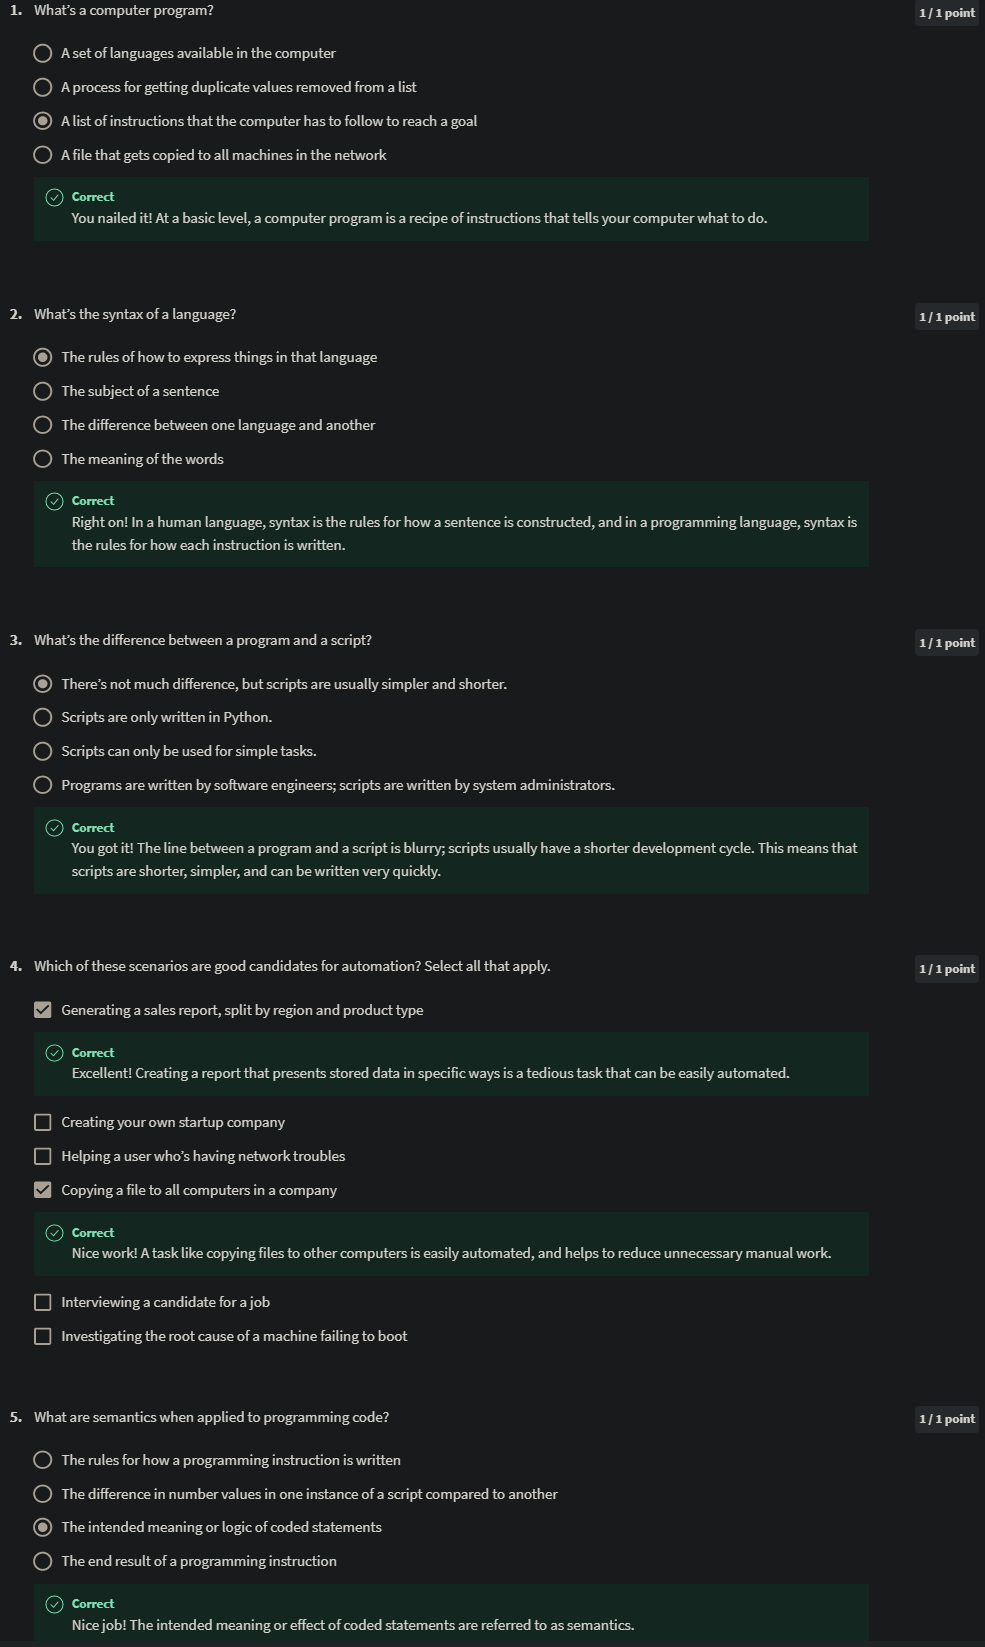 1. What's a computer program?
1 / 1 point
A set of languages available in the computer
A process for getting duplicate values removed from a list
A list of instructions that the computer has to follow to reach a goal
A file that gets copied to all machines in the network
Correct
You nailed it! At a basic level, a computer program is a recipe of instructions that tells your computer what to do.
2. What's the syntax of a language?
1 / 1 point
The rules of how to express things in that language
The subject of a sentence
The difference between one language and another
The meaning of the words
Correct
Right on! In a human language, syntax is the rules for how a sentence is constructed, and in a programming language, syntax is
the rules for how each instruction is written.
3. What's the difference between a program and a script?
1 / 1 point
There's not much difference, but scripts are usually simpler and shorter.
Scripts are only written in Python.
Scripts can only be used for simple tasks.
Programs are written by software engineers; scripts are written by system administrators.
Correct
You got it! The line between a program and a script is blurry; scripts usually have a shorter development cycle. This means that
scripts are shorter, simpler, and can be written very quickly.
4. Which of these scenarios are good candidates for automation? Select all that apply.
1 / 1 point
Generating a sales report, split by region and product type
Correct
Excellent! Creating a report that presents stored data in specific ways is a tedious task that can be easily automated.
Creating your own startup company
Helping a user who's having network troubles
Copying a file to all computers in a company
Correct
Nice work! A task like copying files to other computers is easily automated, and helps to reduce unnecessary manual work.
Interviewing a candidate for a job
Investigating the root cause of a machine failing to boot
5. What are semantics when applied to programming code?
1 / 1 point
The rules for how a programming instruction is written
The difference in number values in one instance of a script compared to another
The intended meaning or logic of coded statements
The end result of a programming instruction
Correct
Nice job! The intended meaning or effect of coded statements are referred to as semantics.